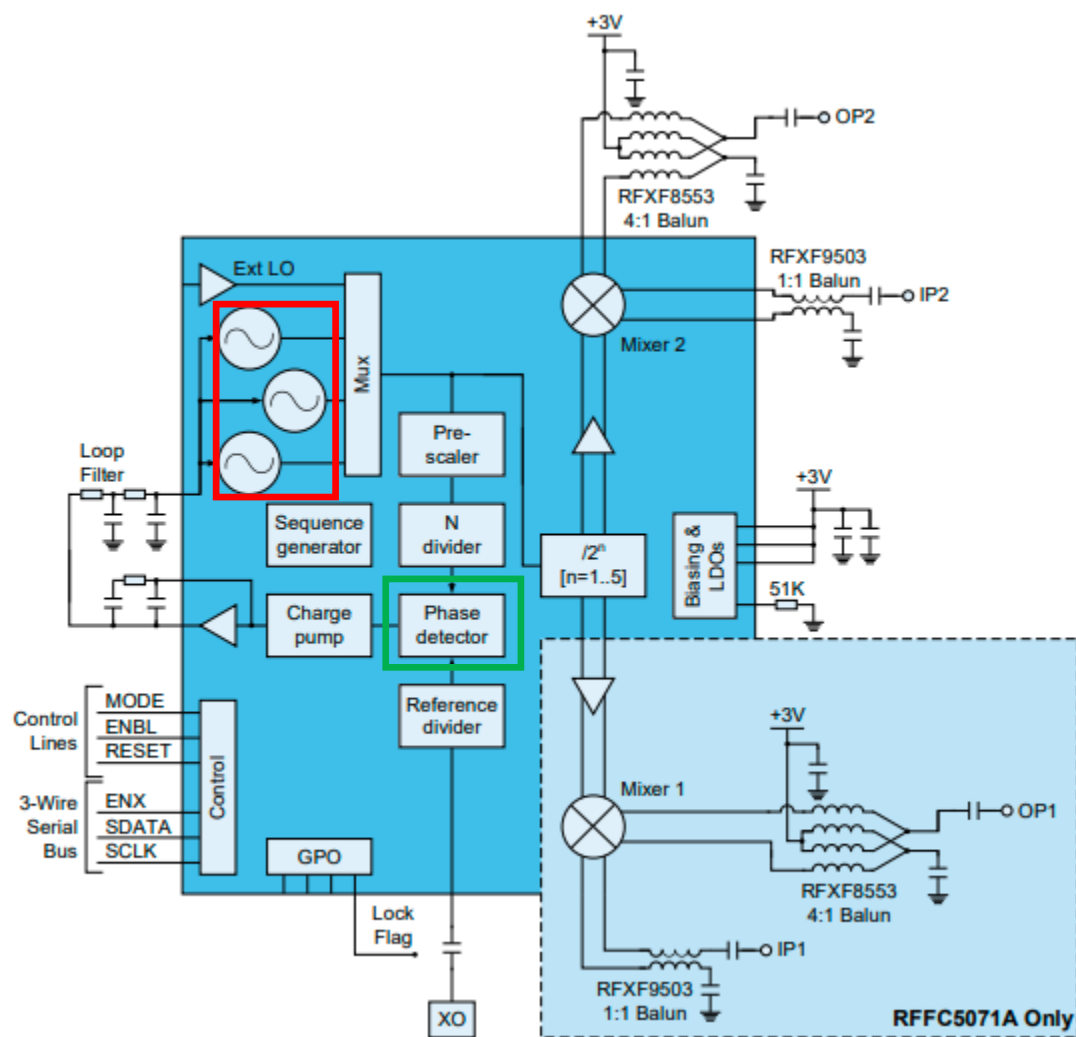 +3V
OP2
RFXF8553
4:1 Balun
RFXF9503
1:1 Balun
IP2
Ext LO
Mux
Mixer 2
Pre-
scaler
Loop
Filter
Sequence
generator
N
divider
/2ⁿ
[n=1..5]
Biasing &
LDOs
+3V
51K
Charge
pump
Phase
detector
Reference
divider
Control
Lines
MODE
ENBL
RESET
3-Wire
Serial
Bus
ENX
SDATA
SCLK
Control
GPO
Lock
Flag
XO
Mixer 1
+3V
OP1
RFXF8553
4:1 Balun
IP1
RFXF9503
1:1 Balun
RFFC5071A Only